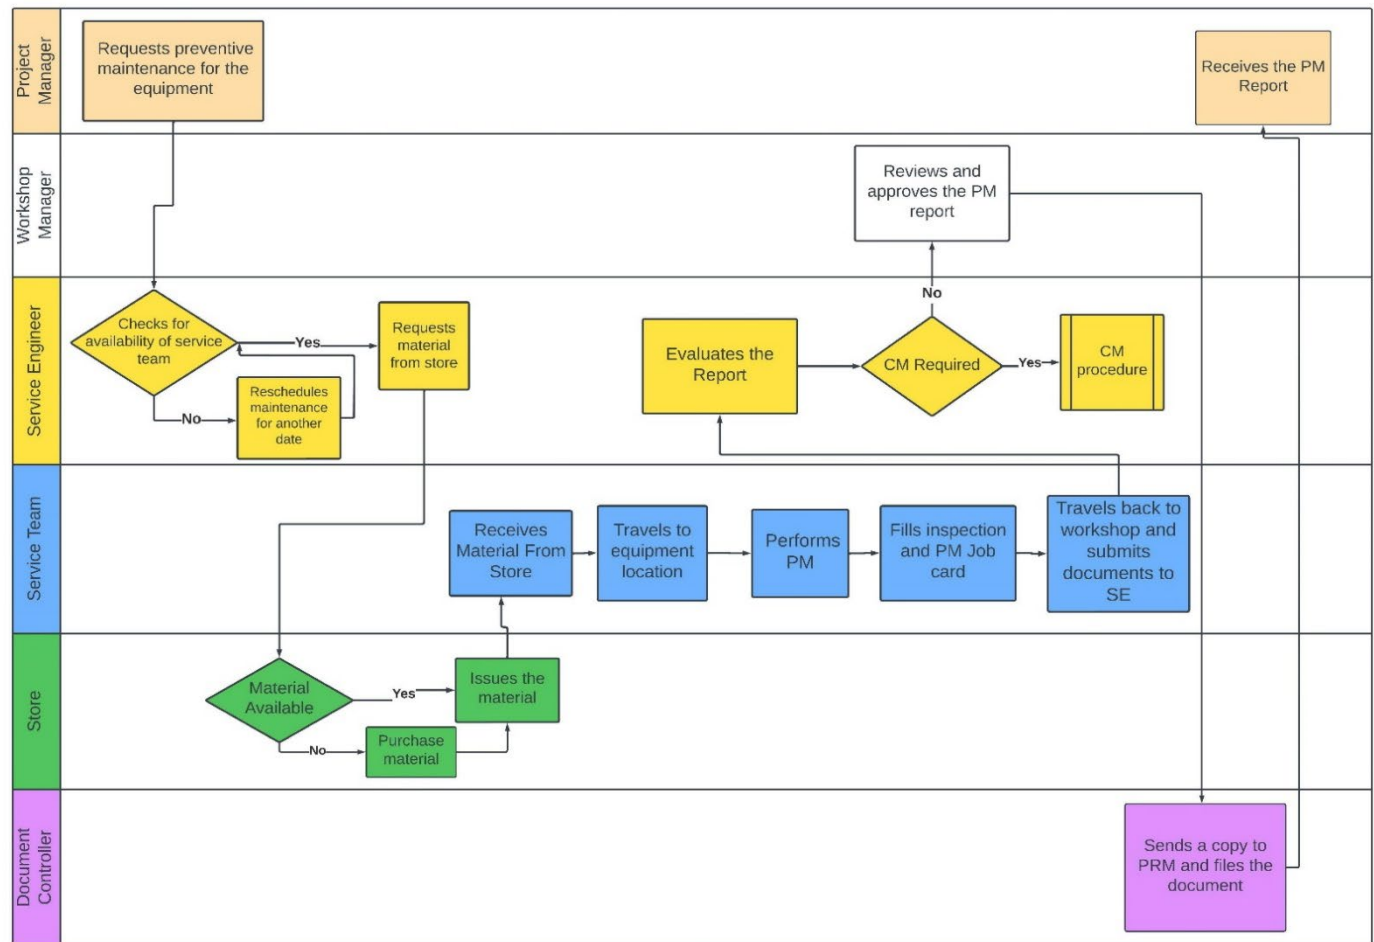 Project
Manager
Requests preventive
maintenance for the
equipment
Receives the PM
Report
Workshop
Manager
Reviews and
approves the PM
report
Service Engineer
Checks for
availability of service
team
Yes
No
Reschedules
maintenance
for another
date
Requests
material
from store
Evaluates the
Report
CM Required
No
Yes
CM
procedure
Service Team
Receives
Material From
Store
Travels to
equipment
location
Performs
PM
Fills inspection
and PM Job
card
Travels back to
workshop and
submits
documents to
SE
Store
Material
Available
Yes
No
Purchase
material
Issues the
material
Document
Controller
Sends a copy to
PRM and files the
document